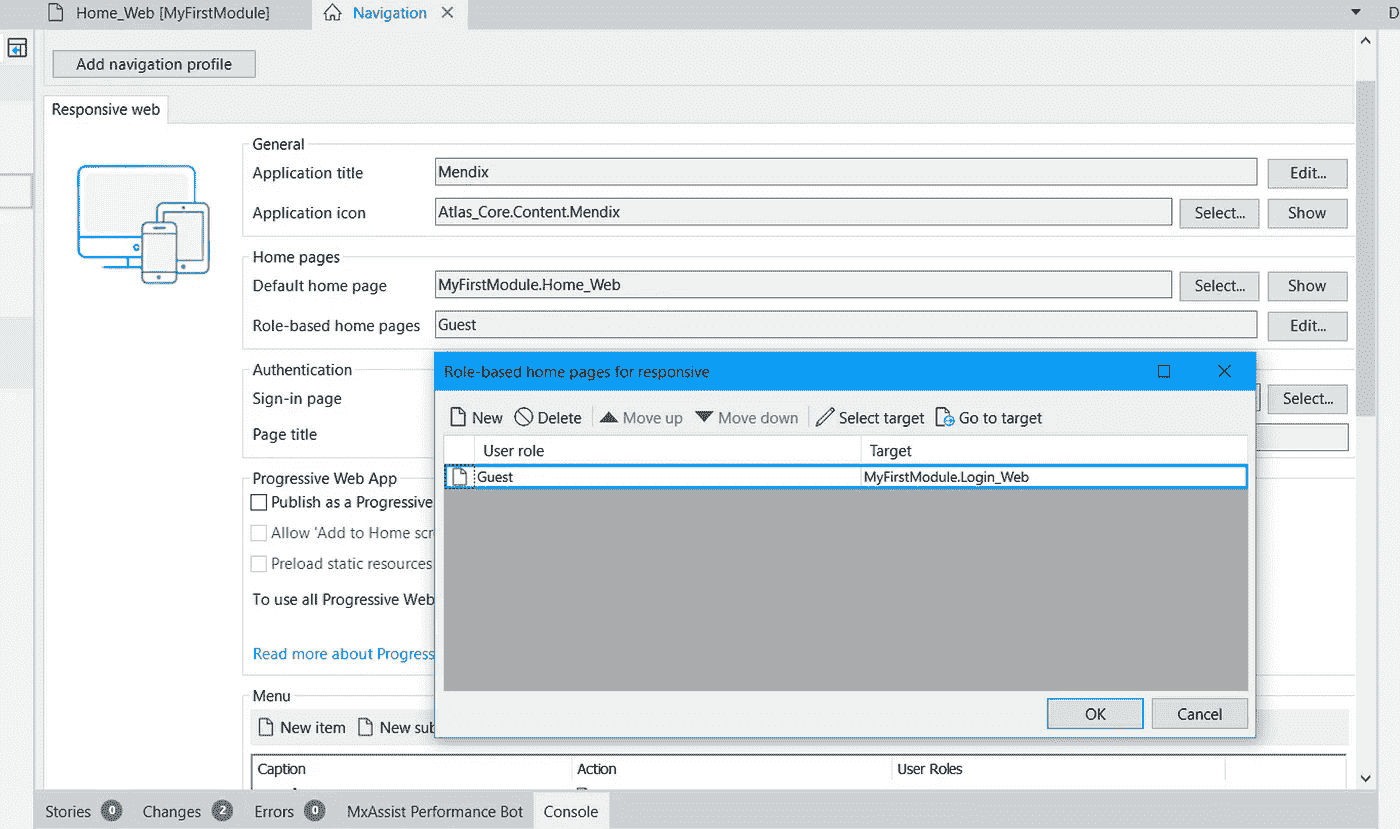 Home_Web [MyFirstModule]
Navigation
D
Add navigation profile
Responsive web
General
Application title
Mendix
Edit...
Application icon
Atlas_Core.Content.Mendix
Select...
Show
Home pages
Default home page
MyFirstModule.Home_Web
Select...
Show
Role-based home pages
Guest
Edit...
Authentication
Sign-in page
Select...
Page title
Role-based home pages for responsive
New
Delete
Move up
Move down
Select target
Go to target
User role
Target
Guest
MyFirstModule.Login_Web
OK
Cancel
Progressive Web App
Publish as a Progressive
Allow 'Add to Home scr
Preload static resources
To use all Progressive Web
Read more about Progress
Menu
New item
New sub
Caption
Action
User Roles
Stories 0
Changes 2
Errors 0
MxAssist Performance Bot
Console